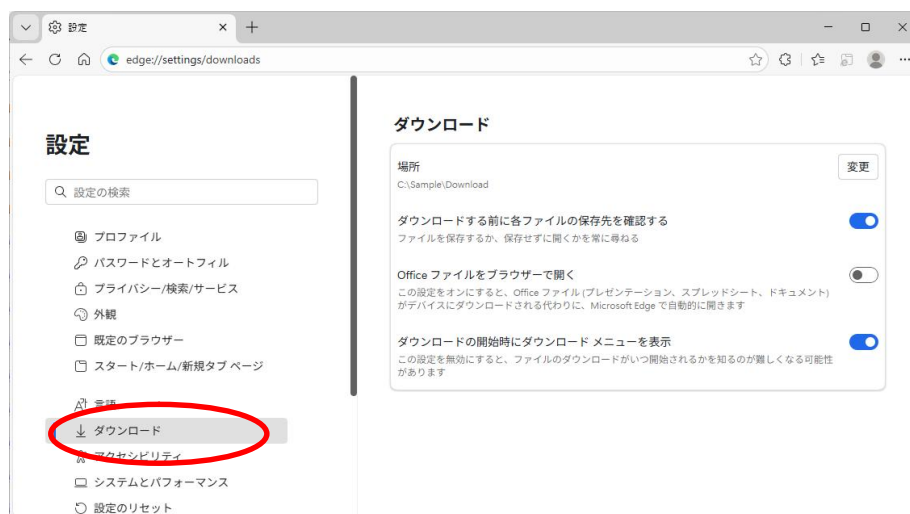 設定
edge://settings/downloads
設定
設定の検索
プロファイル
パスワードとオートフィル
プライバシー/検索/サービス
外観
既定のブラウザー
スタート/ホーム/新規タブ ページ
言語
ダウンロード
アクセシビリティ
システムとパフォーマンス
設定のリセット
ダウンロード
場所
C:\Sample\Download
変更
ダウンロードする前に各ファイルの保存先を確認する
ファイルを保存するか、保存せずに開くかを常に尋ねる
Office ファイルをブラウザーで開く
この設定をオンにすると、Office ファイル (プレゼンテーション、スプレッドシート、ドキュメント)
がデバイスにダウンロードされる代わりに、Microsoft Edge で自動的に開きます
ダウンロードの開始時にダウンロード メニューを表示
この設定を無効にすると、ファイルのダウンロードがいつ開始されるかを知るのが難しくなる可能性
があります